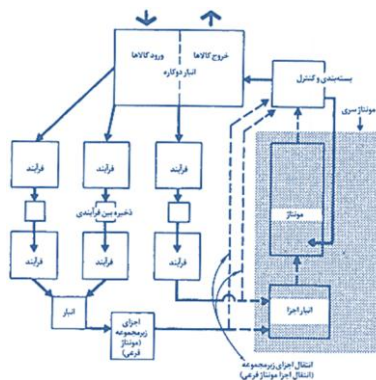 ورود کالاها
خروج کالاها
انبار دوکاره
بسته‌بندی و کنترل
مونتاژ سری
فرآیند
فرآیند
فرآیند
مونتاژ
ذخیره بین فرآیندی
فرآیند
فرآیند
فرآیند
انبار اجزا
انبار
اجزای
زیرمجموعه
(مونتاژ
فرعی)
انتقال اجزای زیرمجموعه
(انتقال اجزا مونتاژ فرعی)